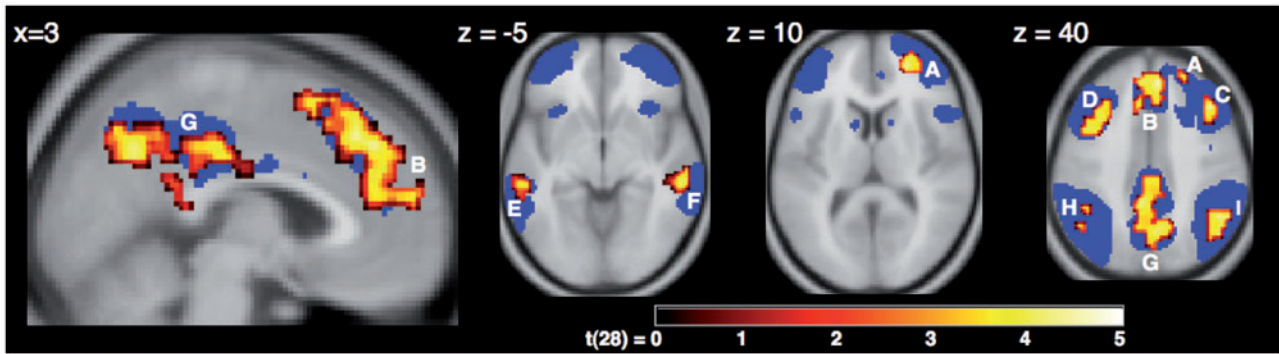 x=3
z = -5
z = 10
z = 40
G
B
E
F
A
A
D
C
B
H
I
G
t(28) = 0 1 2 3 4 5